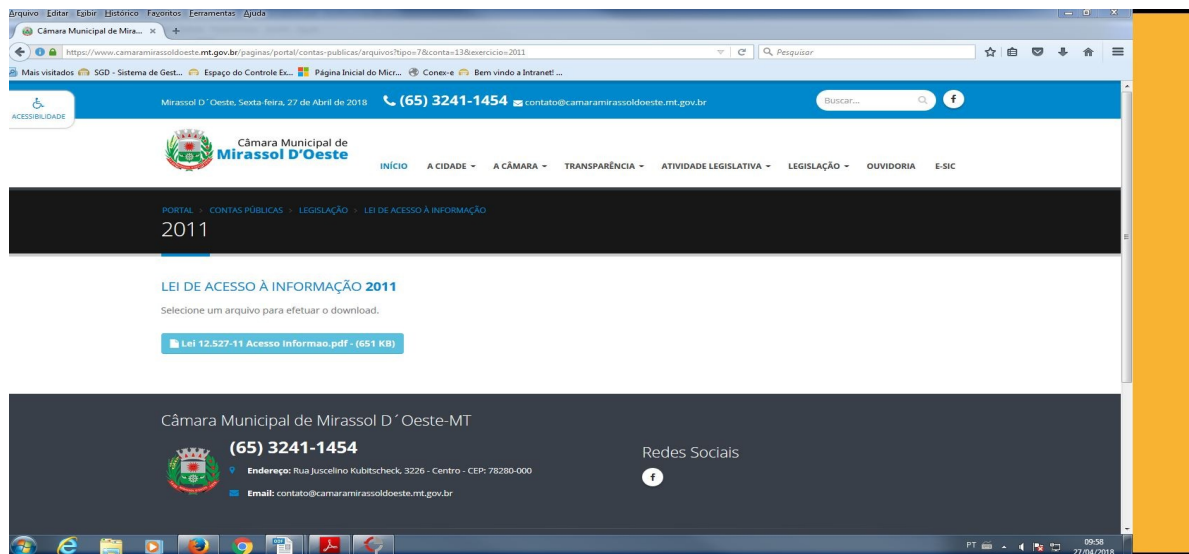 Arquivo Editar Exibir Histórico Favoritos Ferramentas Ajuda
Câmara Municipal de Mira... × +
https://www.camaramirassoldoeste.mt.gov.br/paginas/portal/contas-publicas/arquivos?tipo=7&conta=13&exercicio=2011 Pesquisar
Mais visitados SGD - Sistema de Gest... Espaço do Controle Ex... Página Inicial do Micr... Conex-e Bem vindo a Intranet! ...
ACESSIBILIDADE
Mirassol D´Oeste, Sexta-feira, 27 de Abril de 2018 (65) 3241-1454 contato@camaramirassoldoeste.mt.gov.br Buscar...
Câmara Municipal de
Mirassol D'Oeste
INÍCIO A CIDADE A CÂMARA TRANSPARÊNCIA ATIVIDADE LEGISLATIVA LEGISLAÇÃO OUVIDORIA E-SIC
PORTAL > CONTAS PÚBLICAS > LEGISLAÇÃO > LEI DE ACESSO À INFORMAÇÃO
2011
LEI DE ACESSO À INFORMAÇÃO 2011
Selecione um arquivo para efetuar o download.
Lei 12.527-11 Acesso Informao.pdf - (651 KB)
Câmara Municipal de Mirassol D´Oeste-MT
(65) 3241-1454
Endereço: Rua Juscelino Kubitscheck, 3226 - Centro - CEP: 78280-000
Email: contato@camaramirassoldoeste.mt.gov.br
Redes Sociais
PT 09:58
27/04/2018